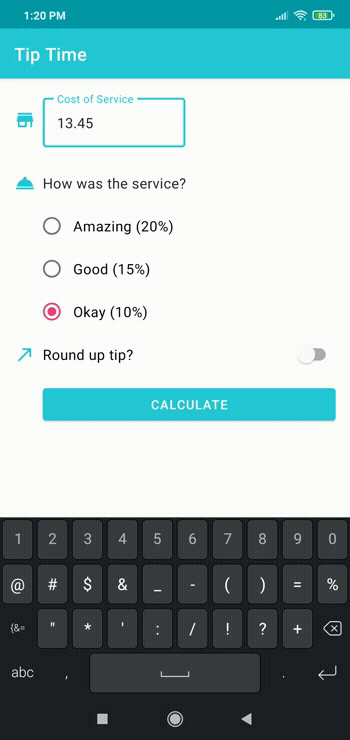 1:20 PM 83
Tip Time
Cost of Service
13.45
How was the service?
Amazing (20%)
Good (15%)
Okay (10%)
Round up tip?
CALCULATE
1 2 3 4 5 6 7 8 9 0
@ # $ & _ - ( ) = %
{&= " * ' : / ! ? +
abc , .